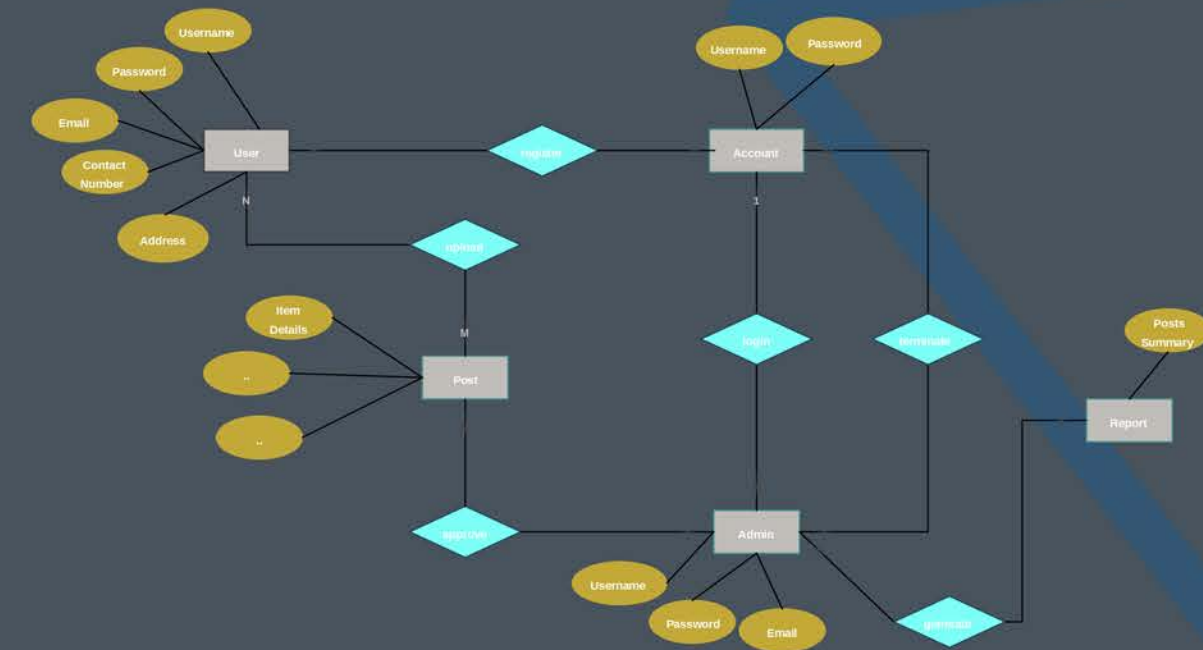 Username
Password
Email
Contact
Number
Address
User
N
register
Username
Password
Account
1
upload
M
Item
Details
..
..
Post
login
terminate
Posts
Summary
Report
approve
Admin
Username
Password
Email
generate